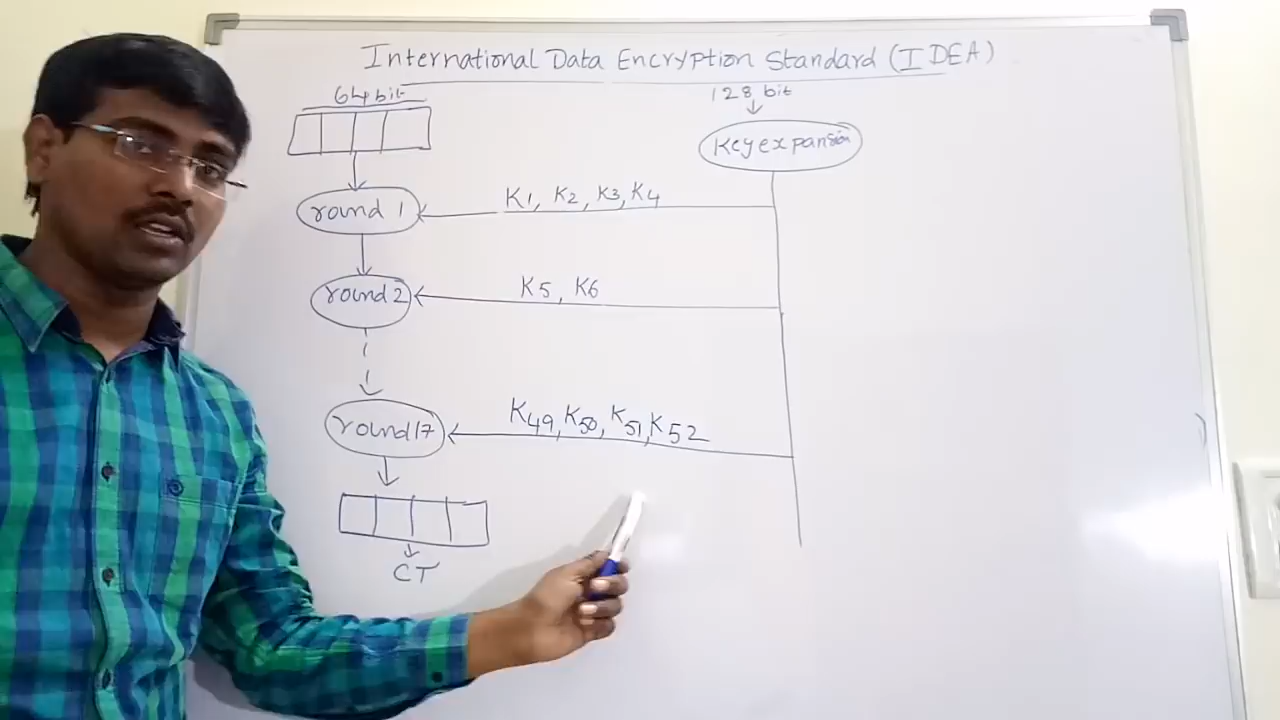 International Data Encryption Standard (IDEA)
64 bit
128 bit
Key expansion
round 1
K1, K2, K3, K4
round 2
K5, K6
round 17
K49, K50, K51, K52
CT